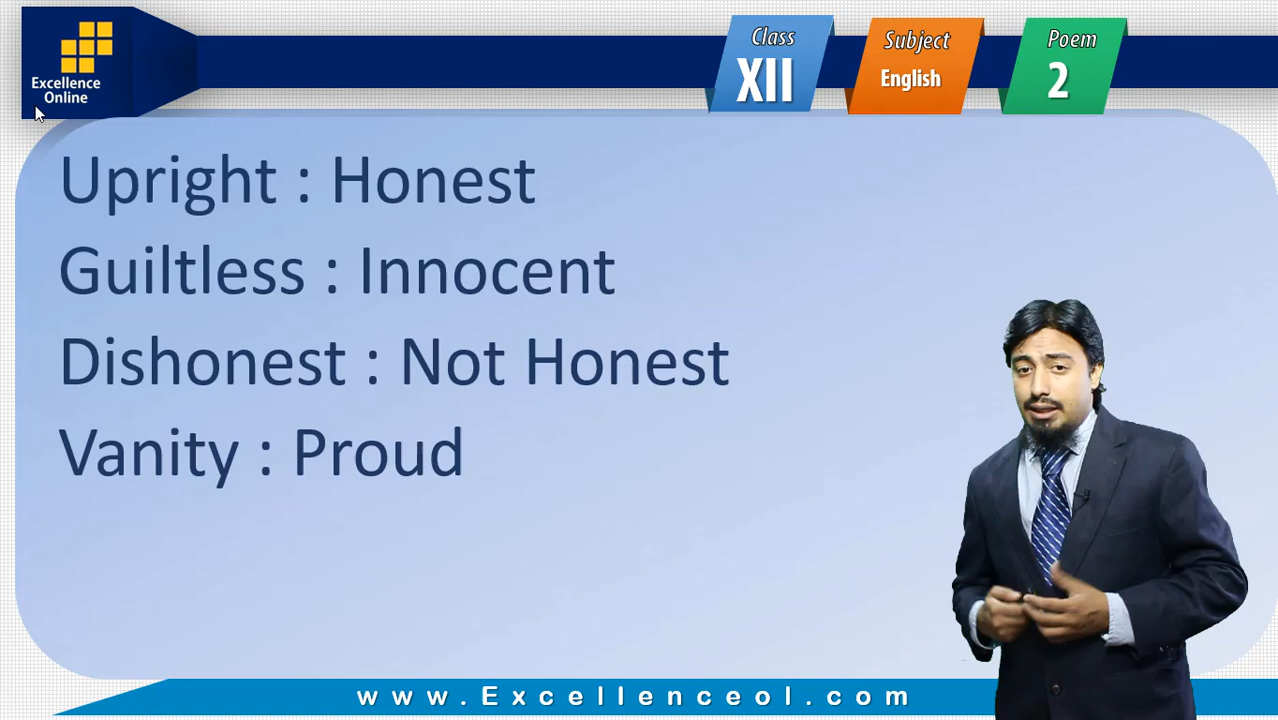 Excellence
Online
Class
XII
Subject
English
Poem
2
Upright : Honest
Guiltless : Innocent
Dishonest : Not Honest
Vanity : Proud
www.Excellenceol.com